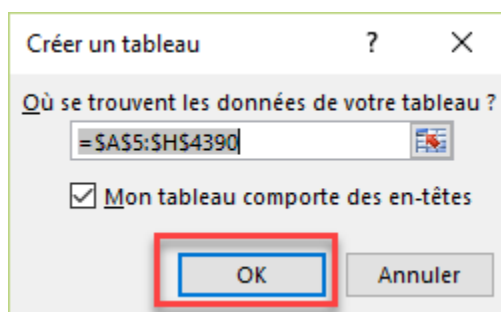 Créer un tableau ? ×
Où se trouvent les données de votre tableau ?
=$A$5:$H$4390
Mon tableau comporte des en-têtes
OK Annuler